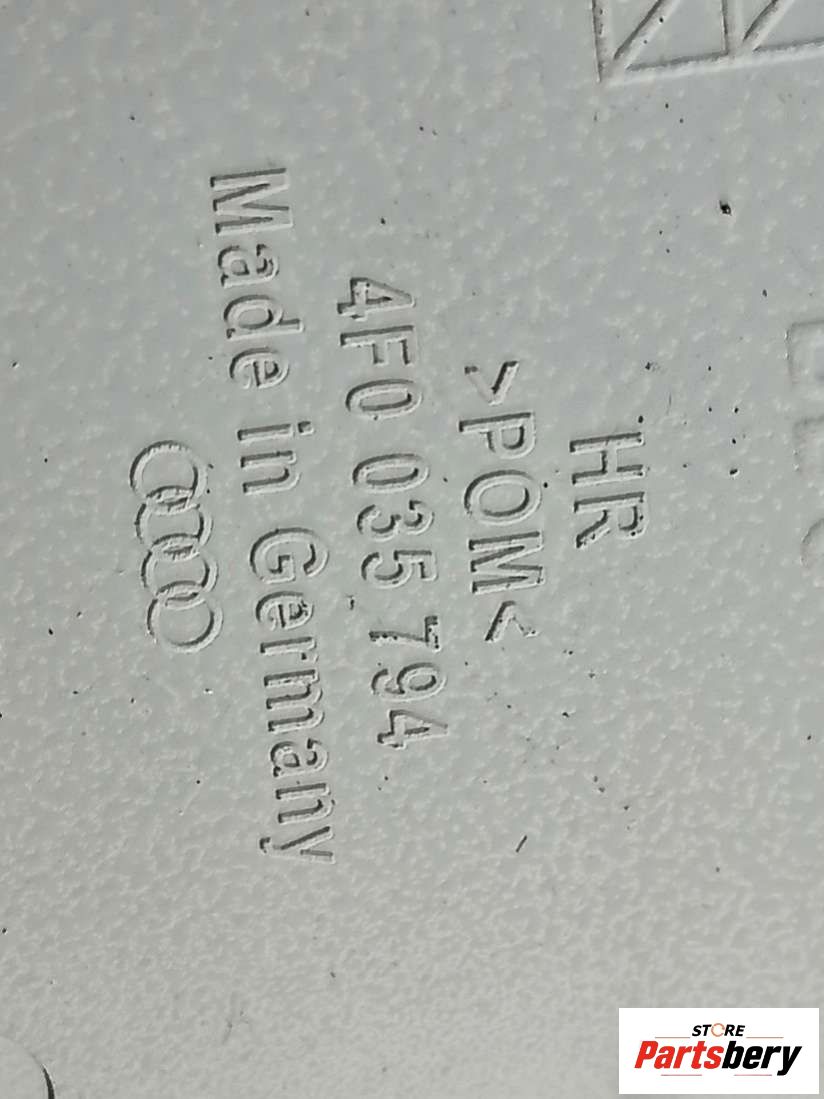 HR
>POM<
4F0 035 794
Made in Germany
STORE
Partsbery